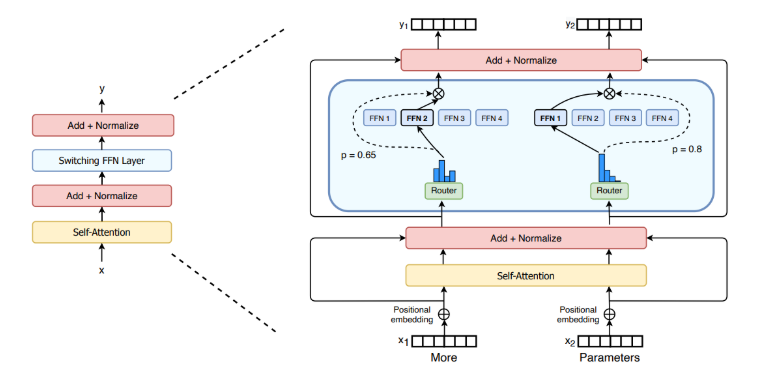 y
Add + Normalize
Switching FFN Layer
Add + Normalize
Self-Attention
x
y1 y2
Add + Normalize
FFN 1 FFN 2 FFN 3 FFN 4 FFN 1 FFN 2 FFN 3 FFN 4
p = 0.65 p = 0.8
Router Router
Add + Normalize
Self-Attention
Positional embedding Positional embedding
x1 x2
More Parameters